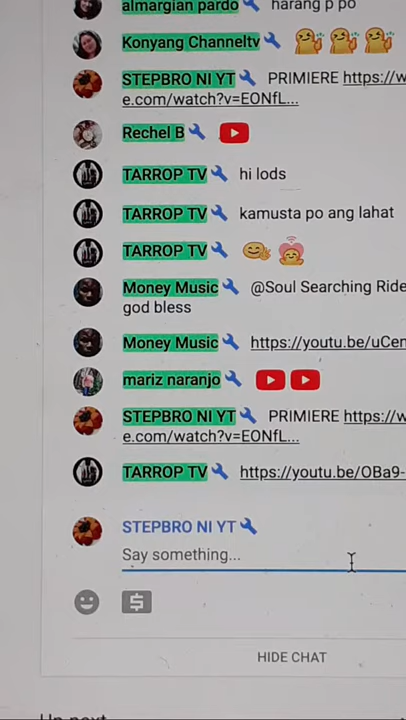 almargian pardo harang p po
Konyang Channeltv
STEPBRO NI YT PRIMIERE https://w
e.com/watch?v=EONfL...
Rechel B
TARROP TV hi lods
TARROP TV kamusta po ang lahat
TARROP TV
Money Music @Soul Searching Ride
god bless
Money Music https://youtu.be/uCen
mariz naranjo
STEPBRO NI YT PRIMIERE https://w
e.com/watch?v=EONfL...
TARROP TV https://youtu.be/OBa9-
STEPBRO NI YT
Say something...
HIDE CHAT
Up next